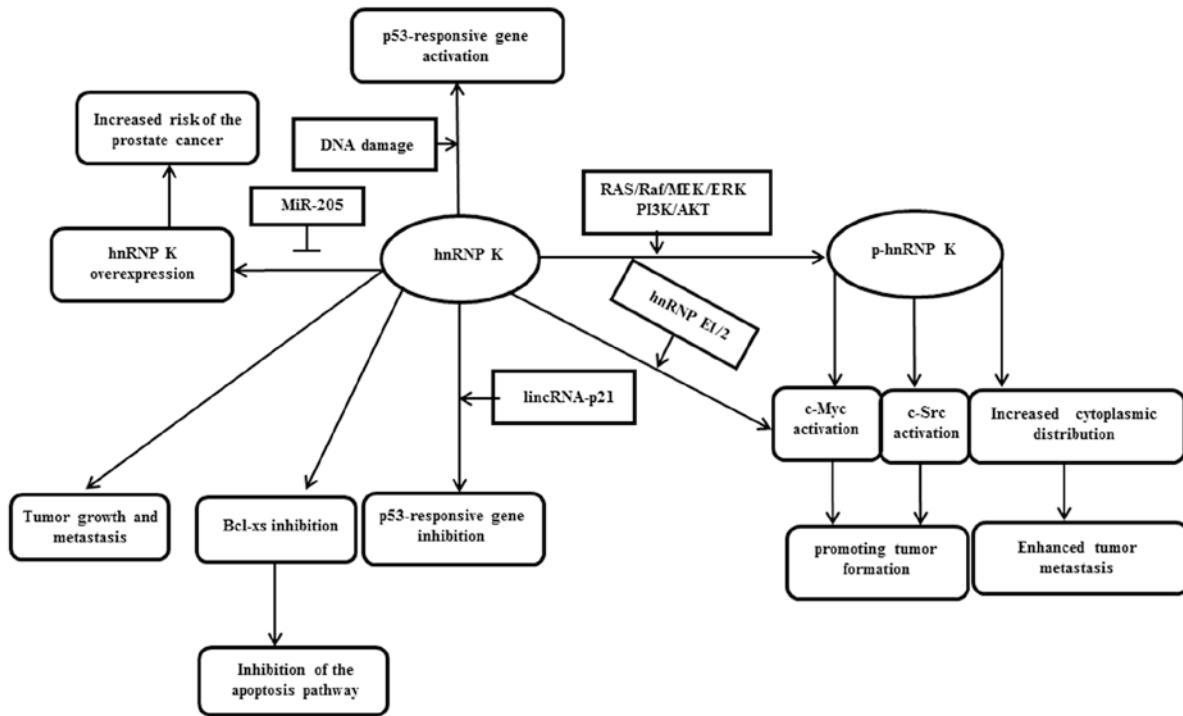 p53-responsive gene
activation
Increased risk of the
prostate cancer
DNA damage
MiR-205
RAS/Raf/MEK/ERK
PI3K/AKT
hnRNP K
overexpression
hnRNP K
p-hnRNP K
hnRNP E1/2
lincRNA-p21
c-Myc
activation
c-Src
activation
Increased cytoplasmic
distribution
Tumor growth and
metastasis
Bcl-xs inhibition
p53-responsive gene
inhibition
promoting tumor
formation
Enhanced tumor
metastasis
Inhibition of the
apoptosis pathway